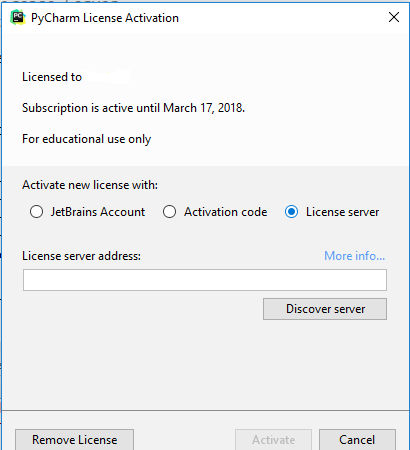 PyCharm License Activation
Licensed to
Subscription is active until March 17, 2018.
For educational use only
Activate new license with:
JetBrains Account Activation code License server
License server address: More info...
Discover server
Remove License Activate Cancel